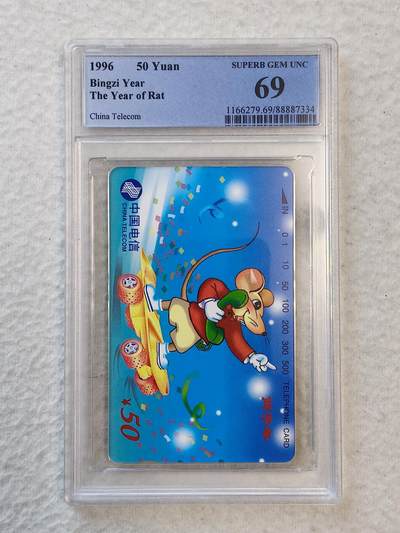 1996 50 Yuan
Bingzi Year
The Year of Rat
China Telecom
SUPERB GEM UNC
69
1166279.69/88887334
中国电信
CHINA TELECOM
IN 0 1 10 50 100 200 300 500 TELEPHONE CARD
¥50